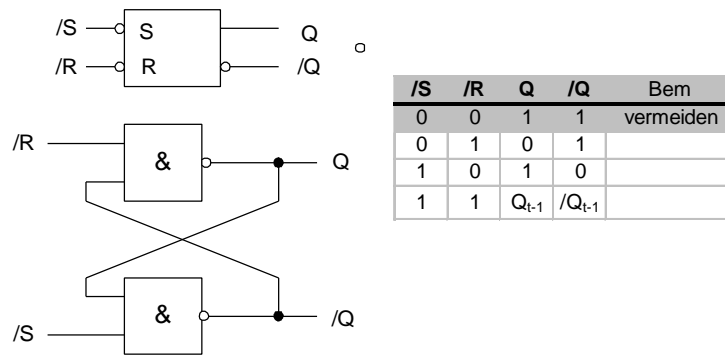 /S S Q
/R R /Q
/R & Q
& /Q
/S
/S /R Q /Q Bem
0 0 1 1 vermeiden
0 1 0 1
1 0 1 0
1 1 Qt-1 /Qt-1